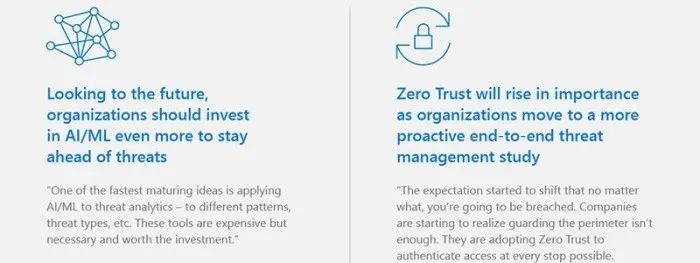 Looking to the future,
organizations should invest
in AI/ML even more to stay
ahead of threats
"One of the fastest maturing ideas is applying
AI/ML to threat analytics – to different patterns,
threat types, etc. These tools are expensive but
necessary and worth the investment."
Zero Trust will rise in importance
as organizations move to a more
proactive end-to-end threat
management study
"The expectation started to shift that no matter
what, you're going to be breached. Companies
are starting to realize guarding the perimeter isn't
enough. They are adopting Zero Trust to
authenticate access at every stop possible.